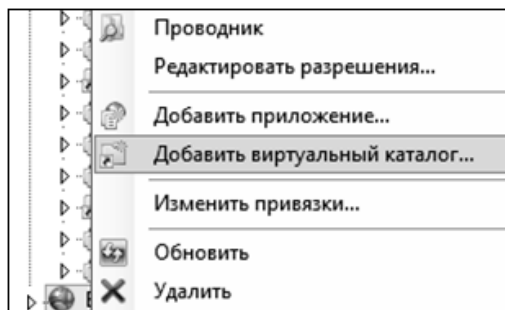 Проводник
Редактировать разрешения...
Добавить приложение...
Добавить виртуальный каталог...
Изменить привязки...
Обновить
Удалить